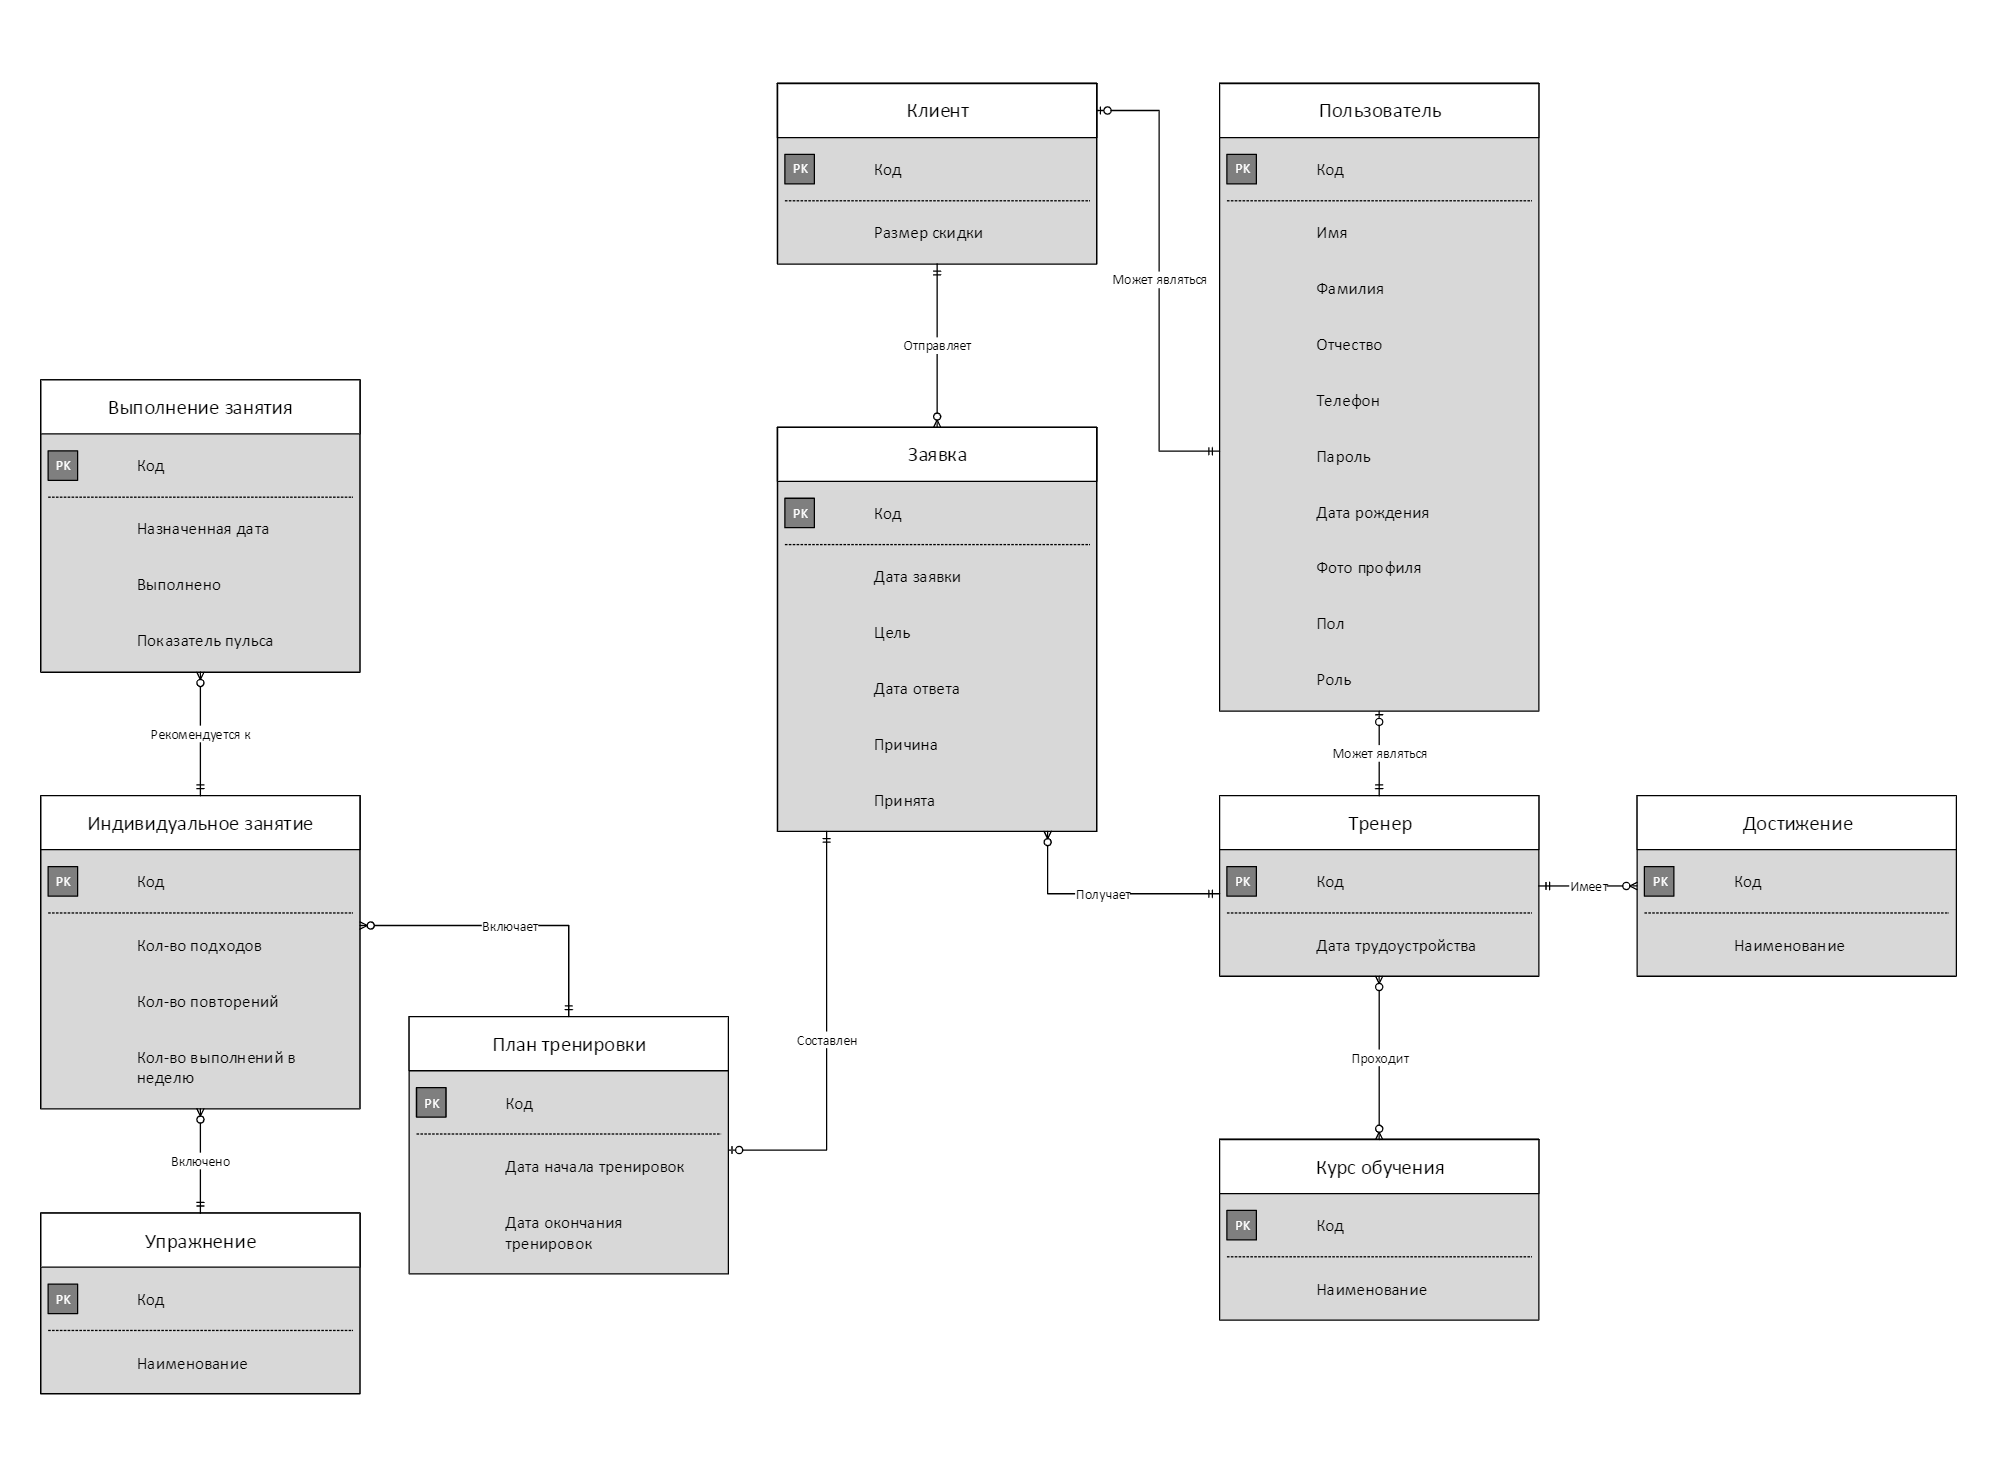 Клиент
PK
Код
Размер скидки
Пользователь
PK
Код
Имя
Фамилия
Отчество
Телефон
Пароль
Дата рождения
Фото профиля
Пол
Роль
Может являться
Отправляет
Выполнение занятия
PK
Код
Назначенная дата
Выполнено
Показатель пульса
Заявка
PK
Код
Дата заявки
Цель
Дата ответа
Причина
Принята
Рекомендуется к
Может являться
Индивидуальное занятие
PK
Код
Кол-во подходов
Кол-во повторений
Кол-во выполнений в
неделю
Тренер
PK
Код
Дата трудоустройства
Имеет
Достижение
PK
Код
Наименование
Получает
Включает
План тренировки
PK
Код
Дата начала тренировок
Дата окончания
тренировок
Составлен
Проходит
Включено
Упражнение
PK
Код
Наименование
Курс обучения
PK
Код
Наименование